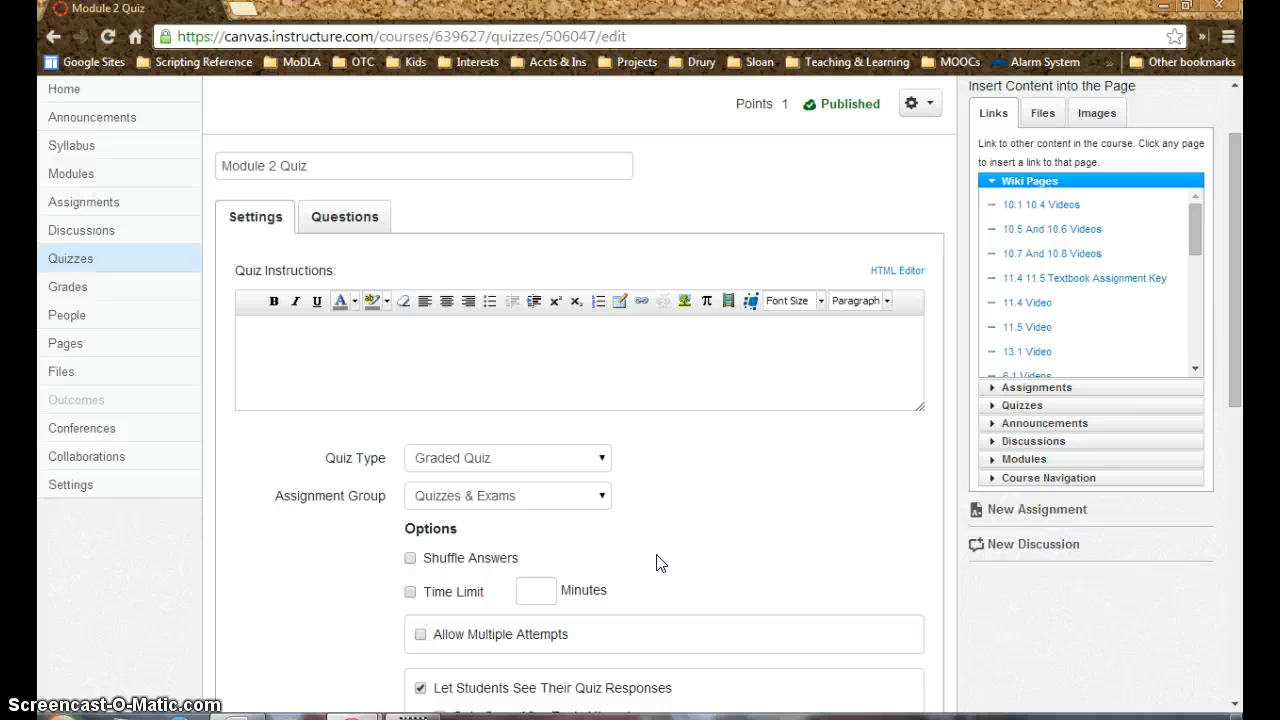 Module 2 Quiz
https://canvas.instructure.com/courses/639627/quizzes/506047/edit
»
Google Sites Scripting Reference MoDLA OTC Kids Interests Accts & Ins Projects Drury Sloan Teaching & Learning MOOCs Alarm System » Other bookmarks
Home
Announcements
Syllabus
Modules
Assignments
Discussions
Quizzes
Grades
People
Pages
Files
Outcomes
Conferences
Collaborations
Settings
Points 1 Published
Module 2 Quiz
Settings Questions
Quiz Instructions: HTML Editor
B I U A ab x² x₂ π Font Size Paragraph
Quiz Type Graded Quiz
Assignment Group Quizzes & Exams
Options
Shuffle Answers
Time Limit Minutes
Allow Multiple Attempts
Let Students See Their Quiz Responses
Insert Content into the Page
Links Files Images
Link to other content in the course. Click any page
to insert a link to that page.
Wiki Pages
10.1 10.4 Videos
10.5 And 10.6 Videos
10.7 And 10.8 Videos
11.4 11.5 Textbook Assignment Key
11.4 Video
11.5 Video
13.1 Video
6.1 Videos
Assignments
Quizzes
Announcements
Discussions
Modules
Course Navigation
New Assignment
New Discussion
Screencast-O-Matic.com